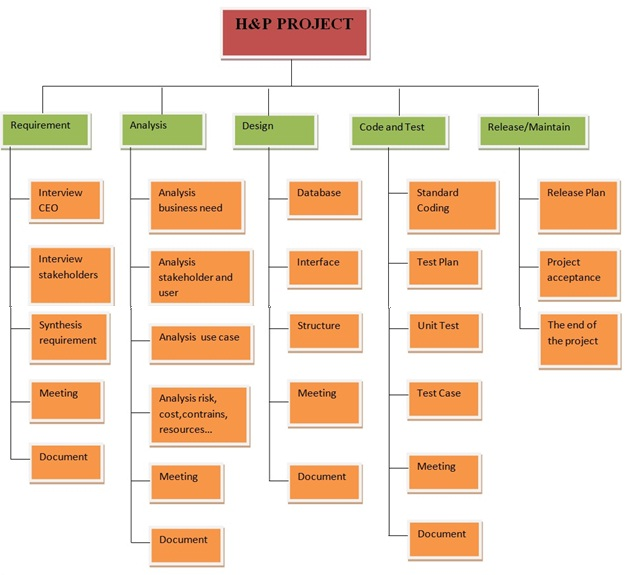 H&P PROJECT
Requirement
Analysis
Design
Code and Test
Release/Maintain
Interview
CEO
Interview
stakeholders
Synthesis
requirement
Meeting
Document
Analysis
business need
Analysis
stakeholder and
user
Analysis use case
Analysis risk,
cost,contrains,
resources...
Meeting
Document
Database
Interface
Structure
Meeting
Document
Standard
Coding
Test Plan
Unit Test
Test Case
Meeting
Document
Release Plan
Project
acceptance
The end of
the project